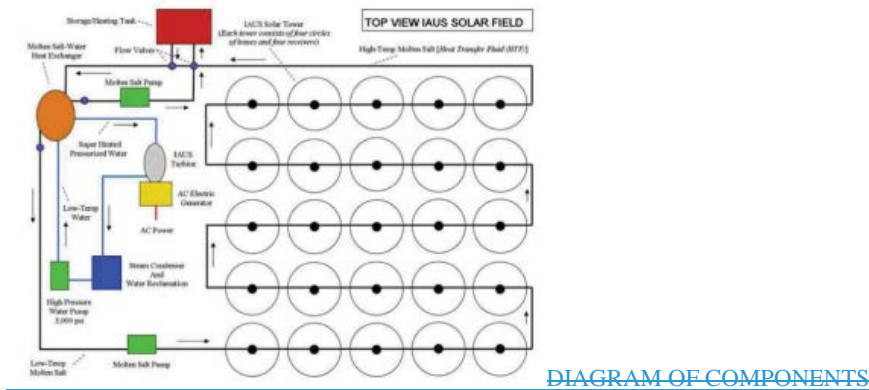 Storage/Heating Tank
IAUS Solar Tower
(Each tower consists of four circles
of lenses and four receivers)
TOP VIEW IAUS SOLAR FIELD
Molten Salt-Water
Heat Exchanger
Flow Valves
High-Temp Molten Salt [Heat Transfer Fluid (HTF)]
Molten Salt Pump
Super Heated
Pressurized Water
IAUS
Turbine
AC Electric
Generator
Low-Temp
Water
AC Power
Steam Condenser
And
Water Reclamation
High Pressure
Water Pump
3,000 psi
Low-Temp
Molten Salt
Molten Salt Pump
DIAGRAM OF COMPONENTS